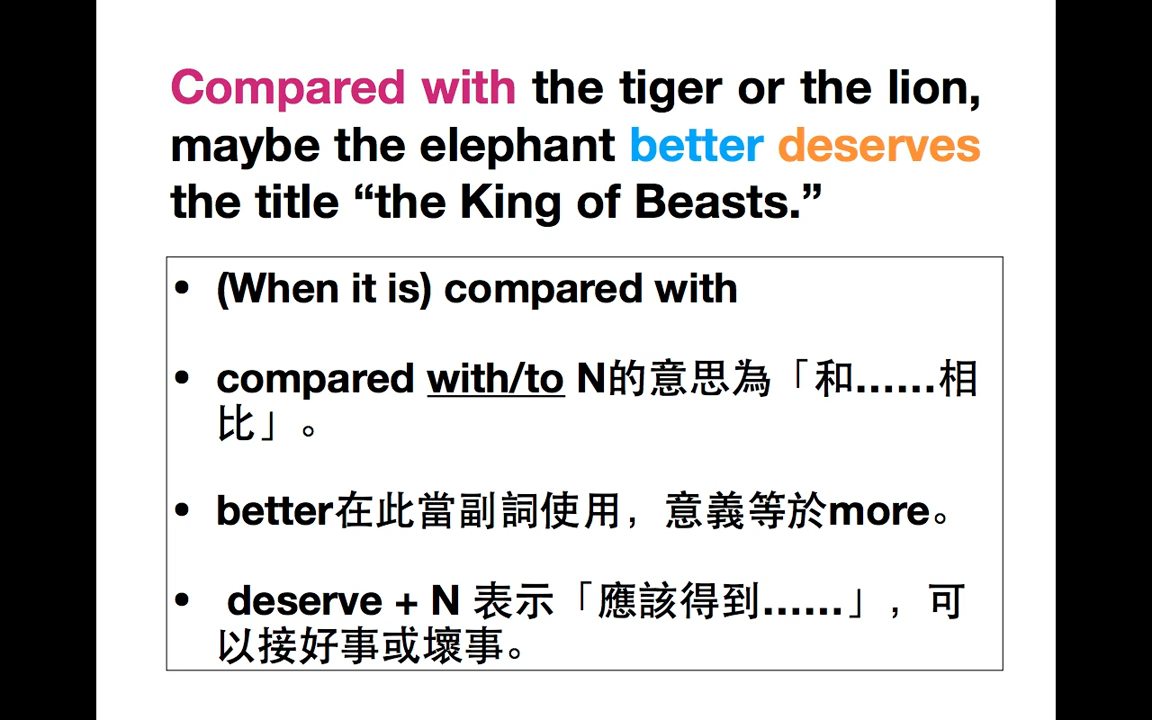 Compared with the tiger or the lion,
maybe the elephant better deserves
the title “the King of Beasts.”
• (When it is) compared with
• compared with/to N的意思為「和......相
比」。
• better在此當副詞使用，意義等於more。
• deserve + N 表示「應該得到......」，可
以接好事或壞事。